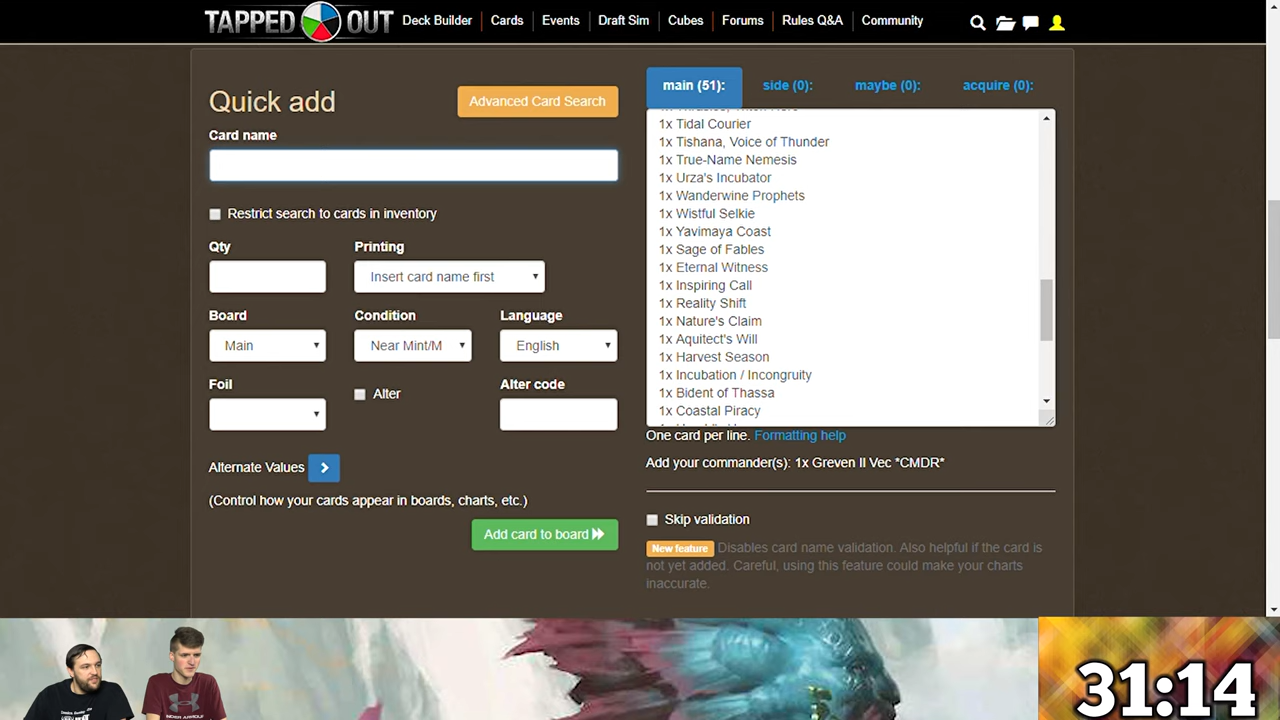 TAPPED OUT
Deck Builder | Cards | Events | Draft Sim | Cubes | Forums | Rules Q&A | Community
Quick add
Advanced Card Search
Card name
Restrict search to cards in inventory
Qty
Printing
Insert card name first
Board
Condition
Language
Main
Near Mint/M
English
Foil
Alter
Alter code
Alternate Values
(Control how your cards appear in boards, charts, etc.)
Add card to board
main (51):
side (0):
maybe (0):
acquire (0):
1x Tidal Courier
1x Tishana, Voice of Thunder
1x True-Name Nemesis
1x Urza's Incubator
1x Wanderwine Prophets
1x Wistful Selkie
1x Yavimaya Coast
1x Sage of Fables
1x Eternal Witness
1x Inspiring Call
1x Reality Shift
1x Nature's Claim
1x Aquitect's Will
1x Harvest Season
1x Incubation / Incongruity
1x Bident of Thassa
1x Coastal Piracy
One card per line. Formatting help
Add your commander(s): 1x Greven Il Vec *CMDR*
Skip validation
New feature Disables card name validation. Also helpful if the card is
not yet added. Careful, using this feature could make your charts
inaccurate.
UNDER ARMOUR
31:14